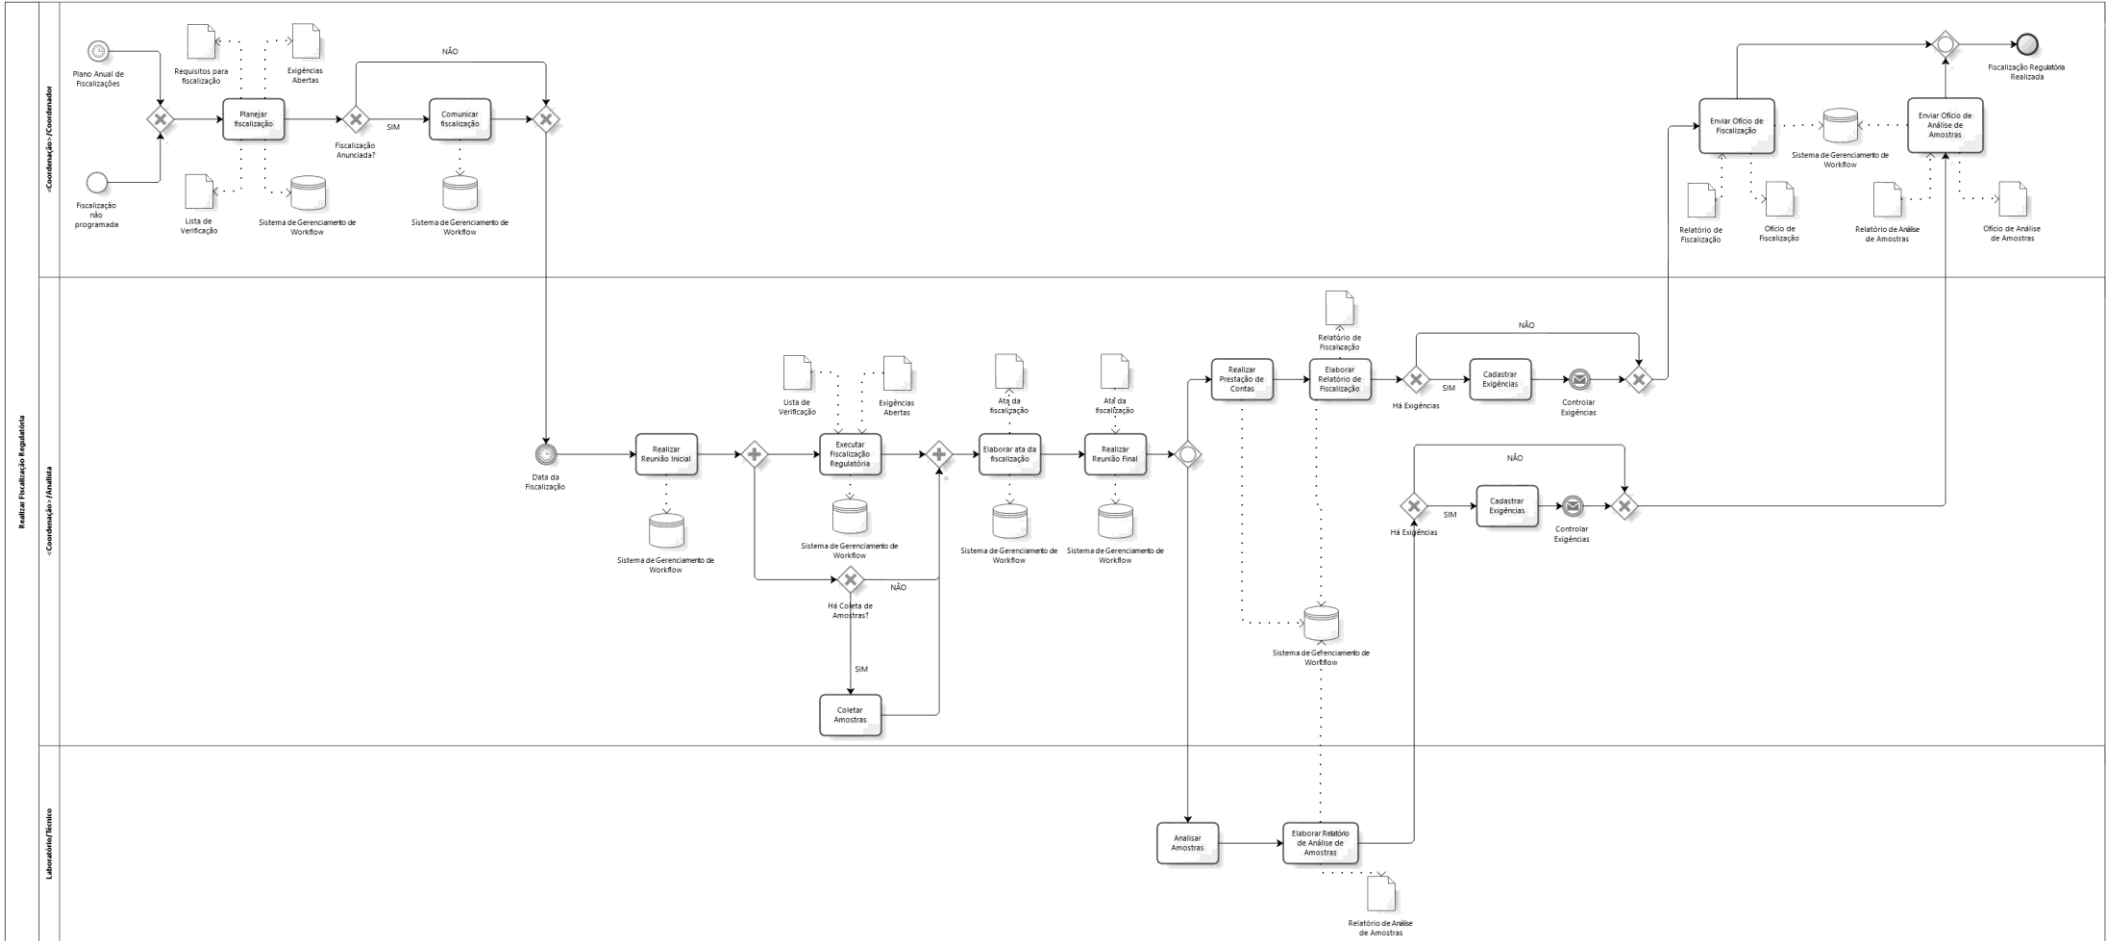 Realizar Fiscalização Regulatória
<Coordenação>/Coordenador
Plano Anual de
Fiscalizações
Fiscalização
não
programada
Requisitos para
fiscalização
Exigências
Abertas
Planejar
fiscalização
Lista de
Verificação
Sistema de Gerenciamento de
Workflow
Fiscalização
Anunciada?
NÃO
SIM
Comunicar
fiscalização
Sistema de Gerenciamento de
Workflow
Enviar Ofício de
Fiscalização
Relatório de
Fiscalização
Ofício de
Fiscalização
Sistema de Gerenciamento de
Workflow
Enviar Ofício de
Análise de
Amostras
Relatório de Análise
de Amostras
Ofício de Análise
de Amostras
Fiscalização Regulatória
Realizada
<Coordenação>/Analista
Data da
Fiscalização
Realizar
Reunião Inicial
Sistema de Gerenciamento de
Workflow
Lista de
Verificação
Exigências
Abertas
Executar
Fiscalização
Regulatória
Sistema de Gerenciamento de
Workflow
Há Coleta de
Amostras?
NÃO
SIM
Coletar
Amostras
Ata da
fiscalização
Elaborar ata da
fiscalização
Sistema de Gerenciamento de
Workflow
Ata da
fiscalização
Realizar
Reunião Final
Sistema de Gerenciamento de
Workflow
Realizar
Prestação de
Contas
Relatório de
Fiscalização
Elaborar
Relatório de
Fiscalização
Sistema de Gerenciamento de
Workflow
Há Exigências
NÃO
SIM
Cadastrar
Exigências
Controlar
Exigências
Há Exigências
NÃO
SIM
Cadastrar
Exigências
Controlar
Exigências
Laboratório/Técnico
Analisar
Amostras
Elaborar Relatório
de Análise de
Amostras
Relatório de Análise
de Amostras